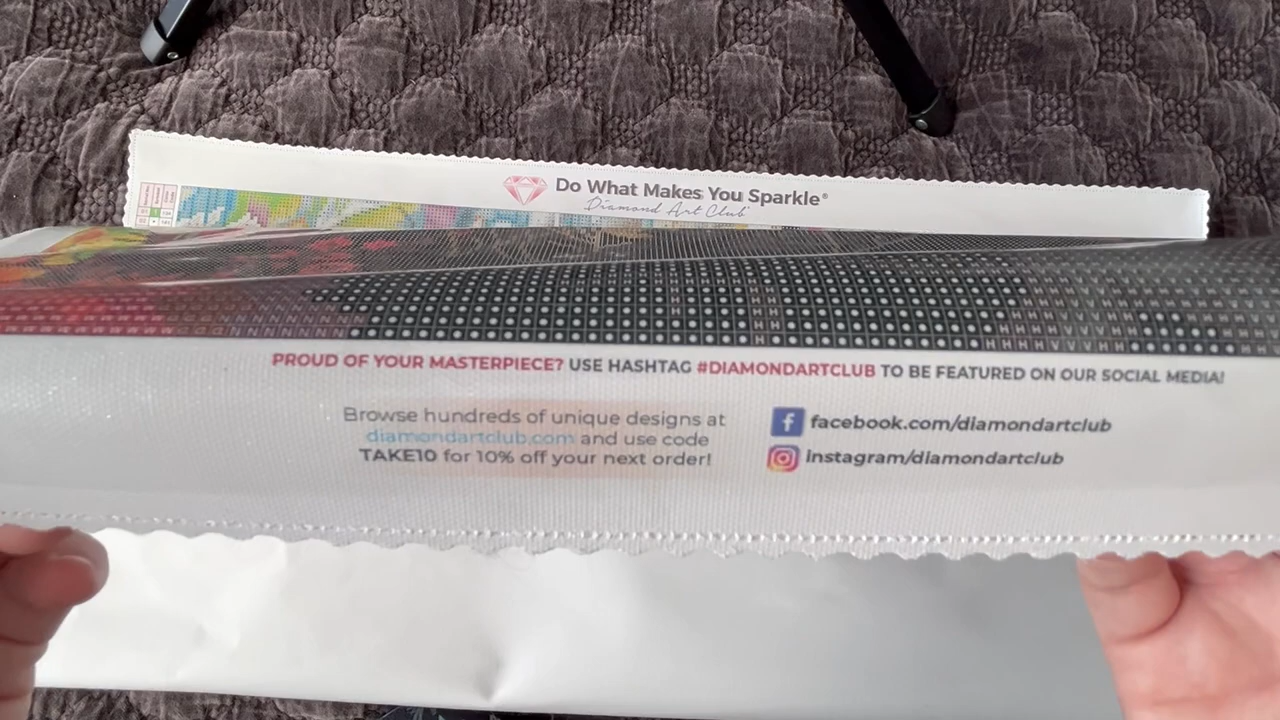 Do What Makes You Sparkle®
Diamond Art Club
PROUD OF YOUR MASTERPIECE? USE HASHTAG #DIAMONDARTCLUB TO BE FEATURED ON OUR SOCIAL MEDIA!
Browse hundreds of unique designs at
diamondartclub.com and use code
TAKE10 for 10% off your next order!
facebook.com/diamondartclub
instagram/diamondartclub